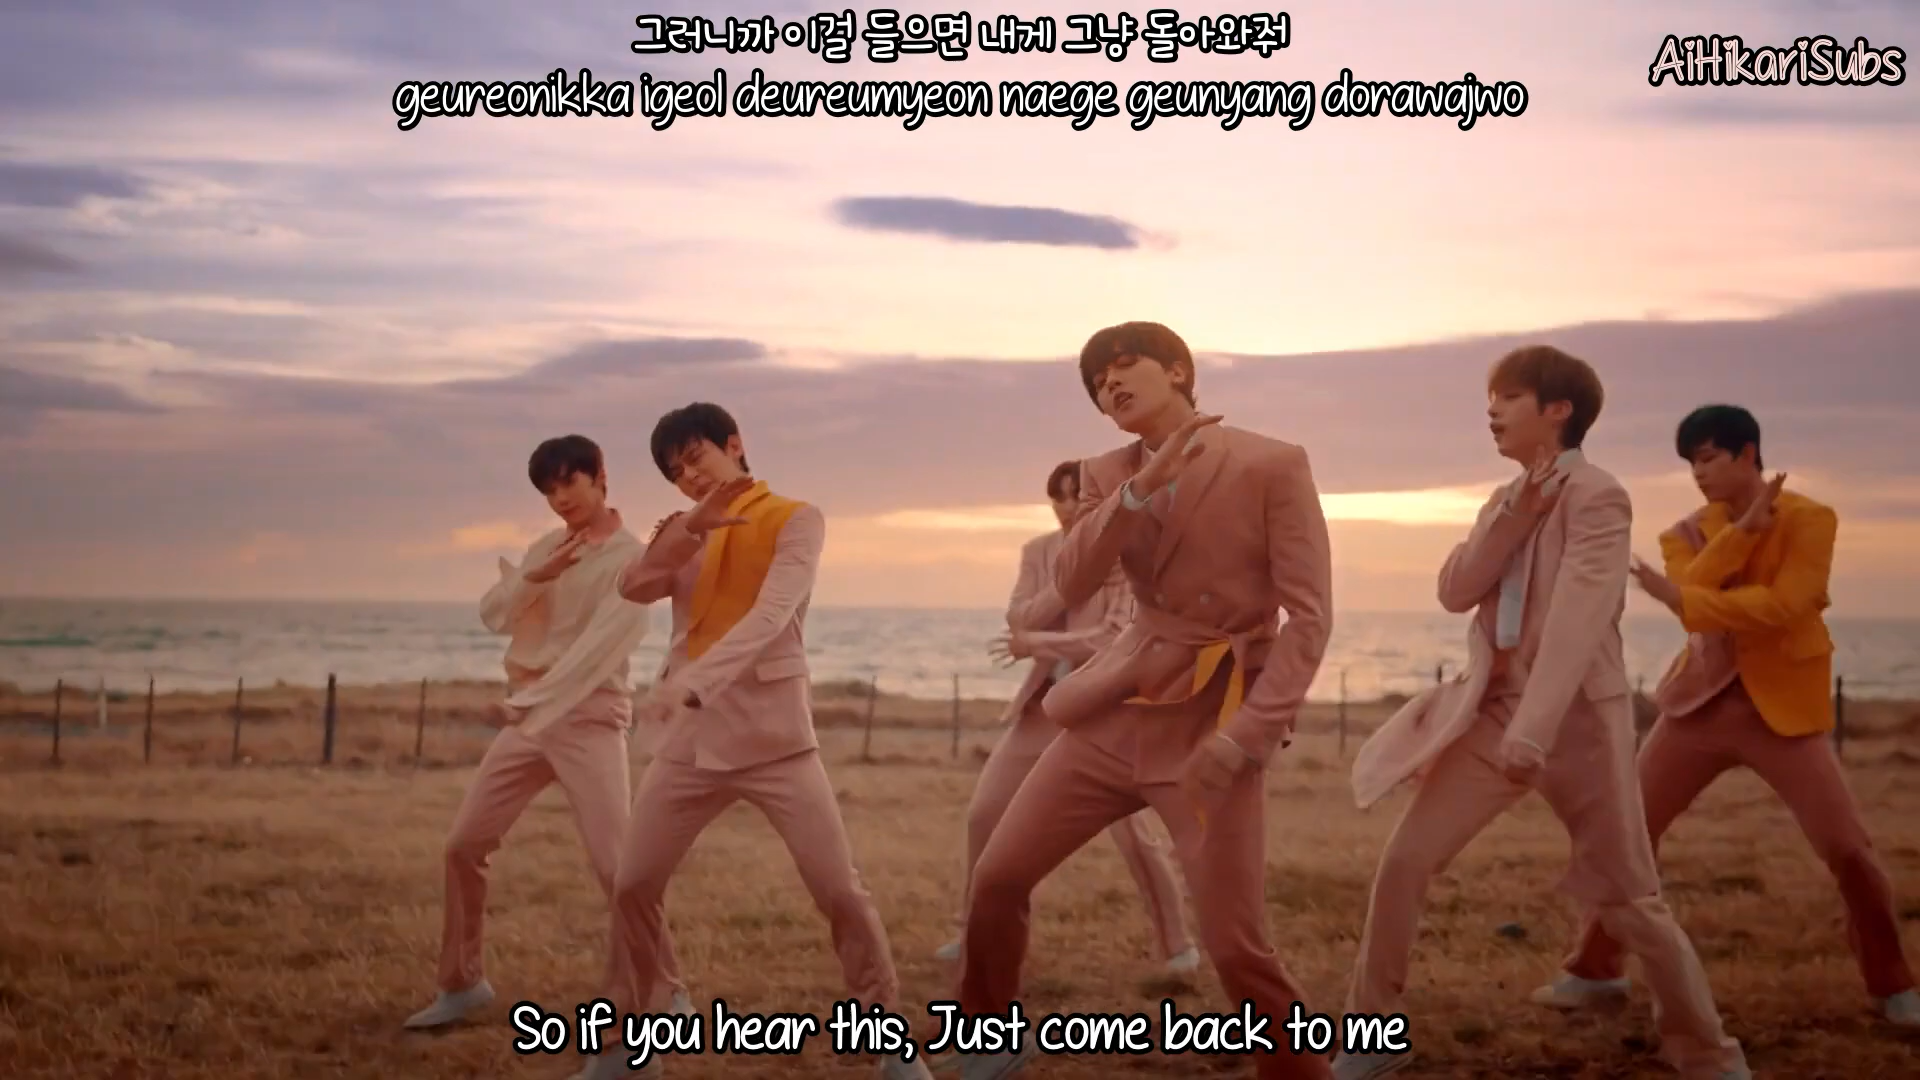 그러니까 이걸 들으면 내게 그냥 돌아와줘
AiHikariSubs
geureonikka igeol deureumyeon naege geunyang dorawajwo
So if you hear this, Just come back to me